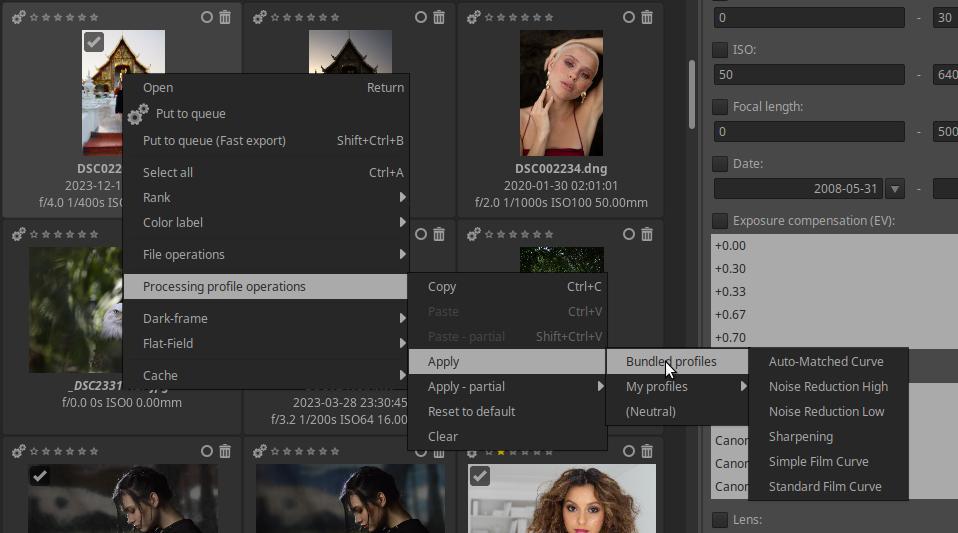 0 - 30
ISO:
50 - 640
Focal length:
0 - 500
Date:
2008-05-31 -
Exposure compensation (EV):
+0.00
+0.30
+0.33
+0.67
+0.70
Canon
Canon
Canon
Lens:
DSC022
2023-12-1
f/4.0 1/400s ISO
DSC002234.dng
2020-01-30 02:01:01
f/2.0 1/1000s ISO100 50.00mm
_DSC2331
f/0.0 0s ISO0 0.00mm
2023-03-28 23:30:45
f/3.2 1/200s ISO64 16.00
Open Return
Put to queue
Put to queue (Fast export) Shift+Ctrl+B
Select all Ctrl+A
Rank
Color label
File operations
Processing profile operations
Dark-frame
Flat-Field
Cache
Copy Ctrl+C
Paste Ctrl+V
Paste - partial Shift+Ctrl+V
Apply
Apply - partial
Reset to default
Clear
Bundled profiles
My profiles
(Neutral)
Auto-Matched Curve
Noise Reduction High
Noise Reduction Low
Sharpening
Simple Film Curve
Standard Film Curve